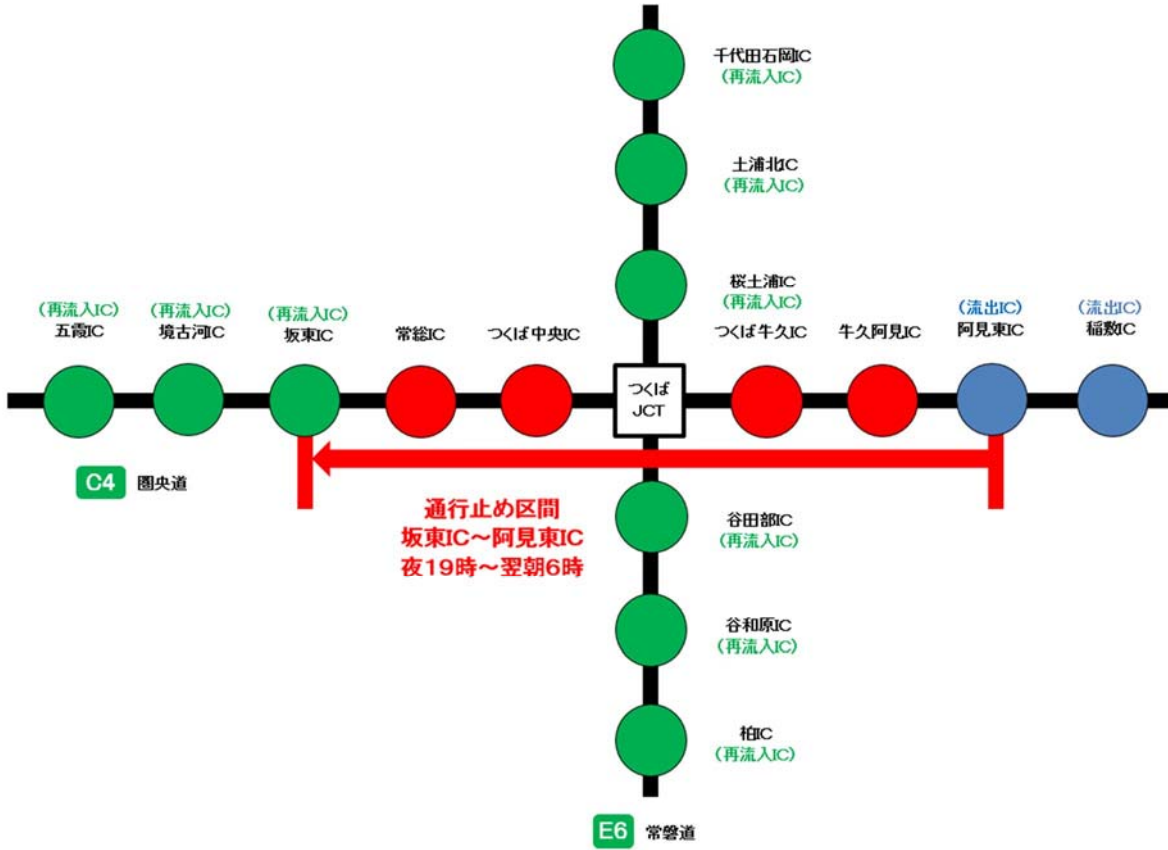 千代田石岡IC
(再流入IC)
土浦北IC
(再流入IC)
桜土浦IC
(再流入IC)
(再流入IC)
五霞IC
(再流入IC)
境古河IC
(再流入IC)
坂東IC
常総IC
つくば中央IC
つくば
JCT
つくば牛久IC
牛久阿見IC
(流出IC)
阿見東IC
(流出IC)
稲敷IC
C4 圏央道
通行止め区間
坂東IC～阿見東IC
夜19時～翌朝6時
谷田部IC
(再流入IC)
谷和原IC
(再流入IC)
柏IC
(再流入IC)
E6 常磐道